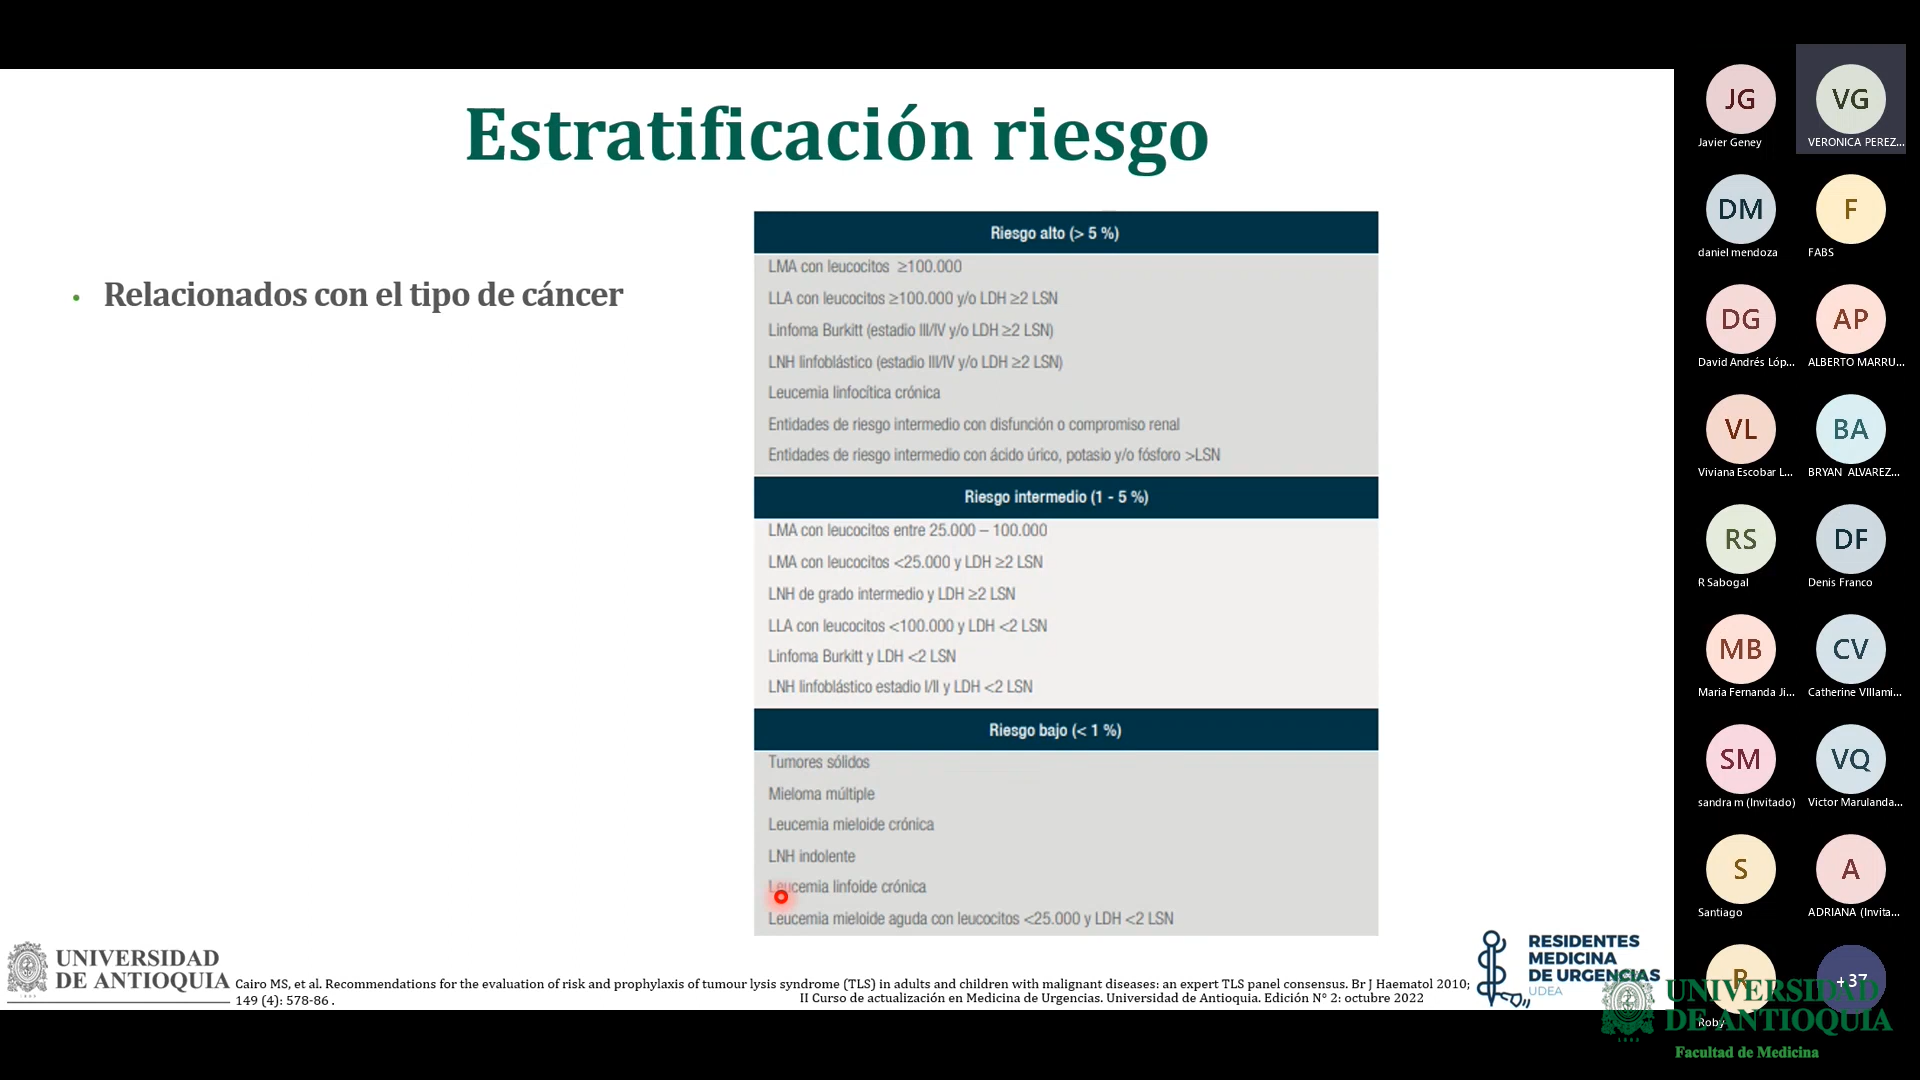 Estratificación riesgo
• Relacionados con el tipo de cáncer
Riesgo alto (> 5 %)
LMA con leucocitos ≥100.000
LLA con leucocitos ≥100.000 y/o LDH ≥2 LSN
Linfoma Burkitt (estadio III/IV y/o LDH ≥2 LSN)
LNH linfoblástico (estadio III/IV y/o LDH ≥2 LSN)
Leucemia linfocítica crónica
Entidades de riesgo intermedio con disfunción o compromiso renal
Entidades de riesgo intermedio con ácido úrico, potasio y/o fósforo >LSN
Riesgo intermedio (1 - 5 %)
LMA con leucocitos entre 25.000 – 100.000
LMA con leucocitos <25.000 y LDH ≥2 LSN
LNH de grado intermedio y LDH ≥2 LSN
LLA con leucocitos <100.000 y LDH <2 LSN
Linfoma Burkitt y LDH <2 LSN
LNH linfoblástico estadio I/II y LDH <2 LSN
Riesgo bajo (< 1 %)
Tumores sólidos
Mieloma múltiple
Leucemia mieloide crónica
LNH indolente
Leucemia linfoide crónica
Leucemia mieloide aguda con leucocitos <25.000 y LDH <2 LSN
UNIVERSIDAD
DE ANTIOQUIA
Cairo MS, et al. Recommendations for the evaluation of risk and prophylaxis of tumour lysis syndrome (TLS) in adults and children with malignant diseases: an expert TLS panel consensus. Br J Haematol 2010;
149 (4): 578-86 .
II Curso de actualización en Medicina de Urgencias. Universidad de Antioquia. Edición N° 2: octubre 2022
RESIDENTES
MEDICINA
DE URGENCIAS
UDEA
JG
Javier Geney
VG
VERONICA PEREZ...
DM
daniel mendoza
F
FABS
DG
David Andrés Lóp...
AP
ALBERTO MARRU...
VL
Viviana Escobar L...
BA
BRYAN ALVAREZ...
RS
R Sabogal
DF
Denis Franco
MB
Maria Fernanda Ji...
CV
Catherine VIllami...
SM
sandra m (Invitado)
VQ
Victor Marulanda...
S
Santiago
A
ADRIANA (Invita...
R
Roby
+37
UNIVERSIDAD
DE ANTIOQUIA
Facultad de Medicina